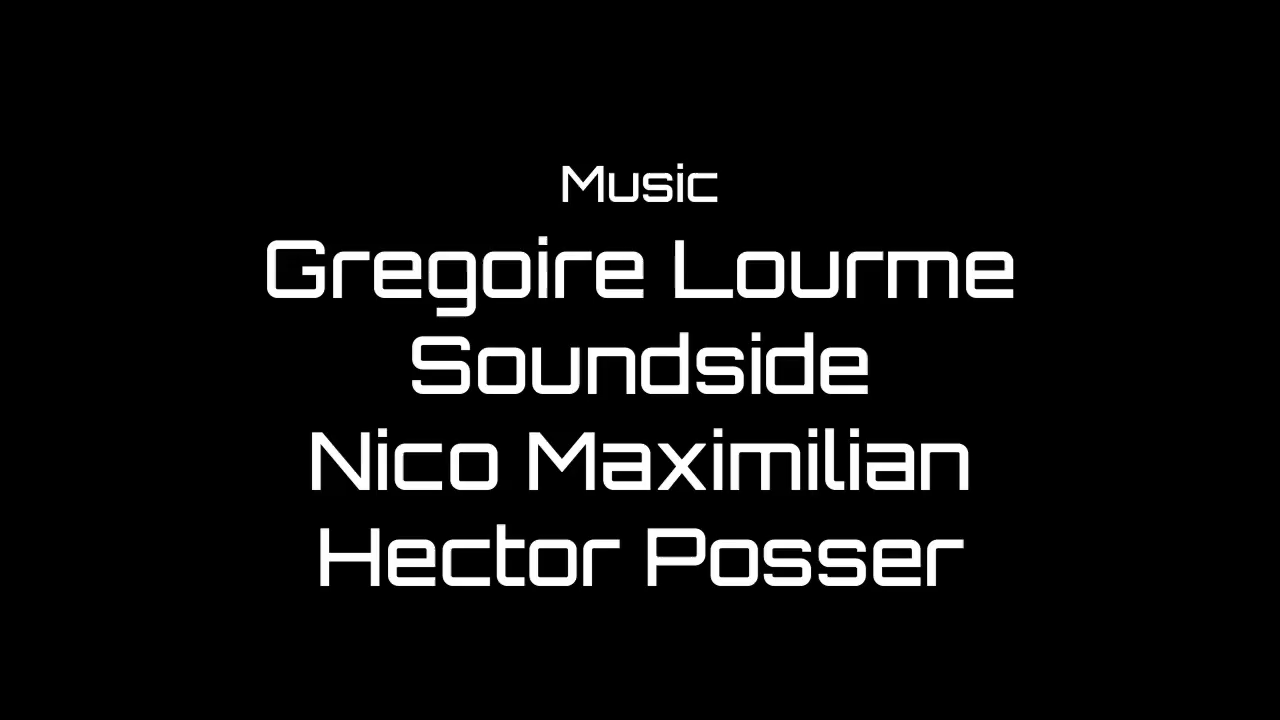 Music
Gregoire Lourme
Soundside
Nico Maximilian
Hector Posser